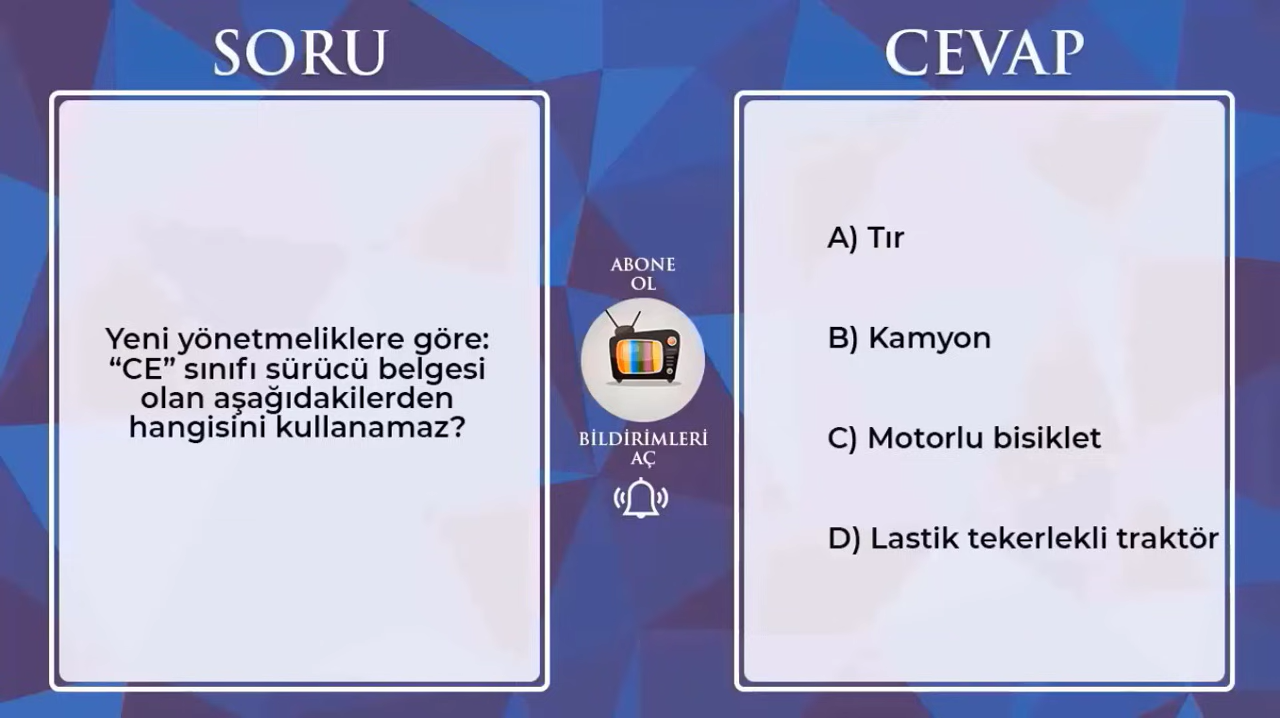 SORU
Yeni yönetmeliklere göre:
“CE” sınıfı sürücü belgesi
olan aşağıdakilerden
hangisini kullanamaz?
ABONE
OL
BİLDİRİMLERİ
AÇ
CEVAP
A) Tır
B) Kamyon
C) Motorlu bisiklet
D) Lastik tekerlekli traktör